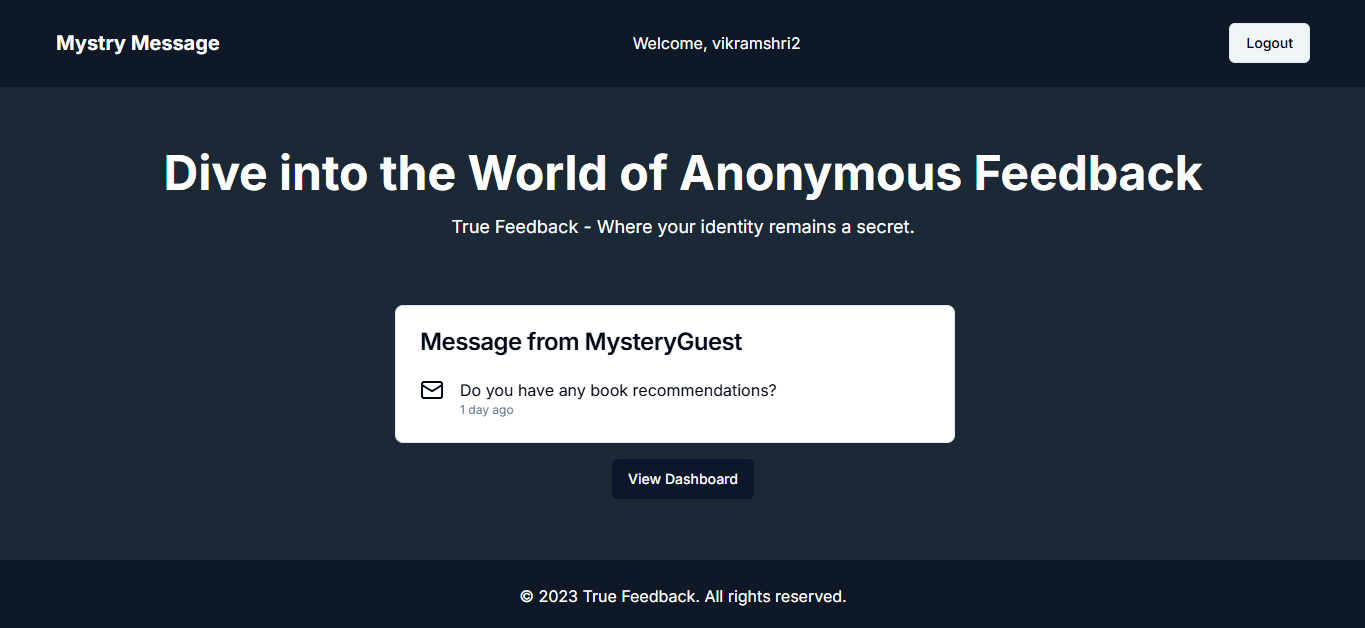 Mystry Message
Welcome, vikramshri2
Logout
Dive into the World of Anonymous Feedback
True Feedback - Where your identity remains a secret.
Message from MysteryGuest
Do you have any book recommendations?
1 day ago
View Dashboard
© 2023 True Feedback. All rights reserved.